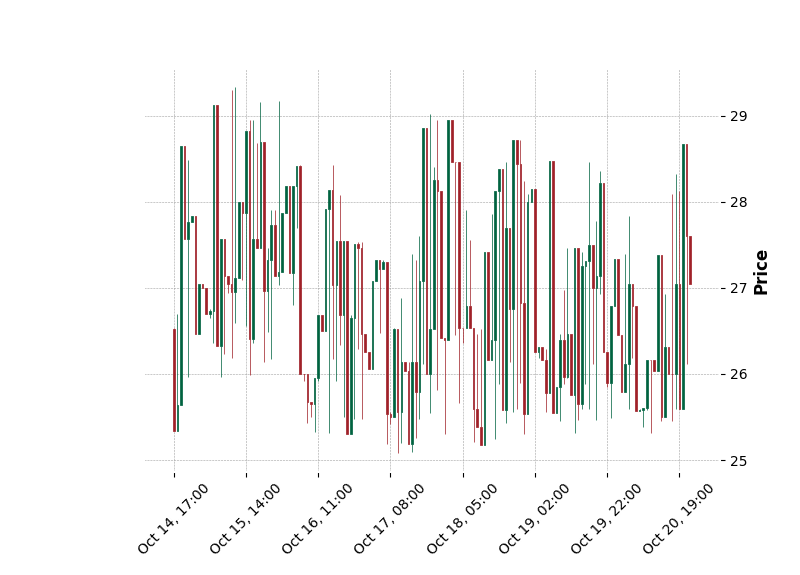 29
28
27
26
25
Price
Oct 14, 17:00
Oct 15, 14:00
Oct 16, 11:00
Oct 17, 08:00
Oct 18, 05:00
Oct 19, 02:00
Oct 19, 22:00
Oct 20, 19:00